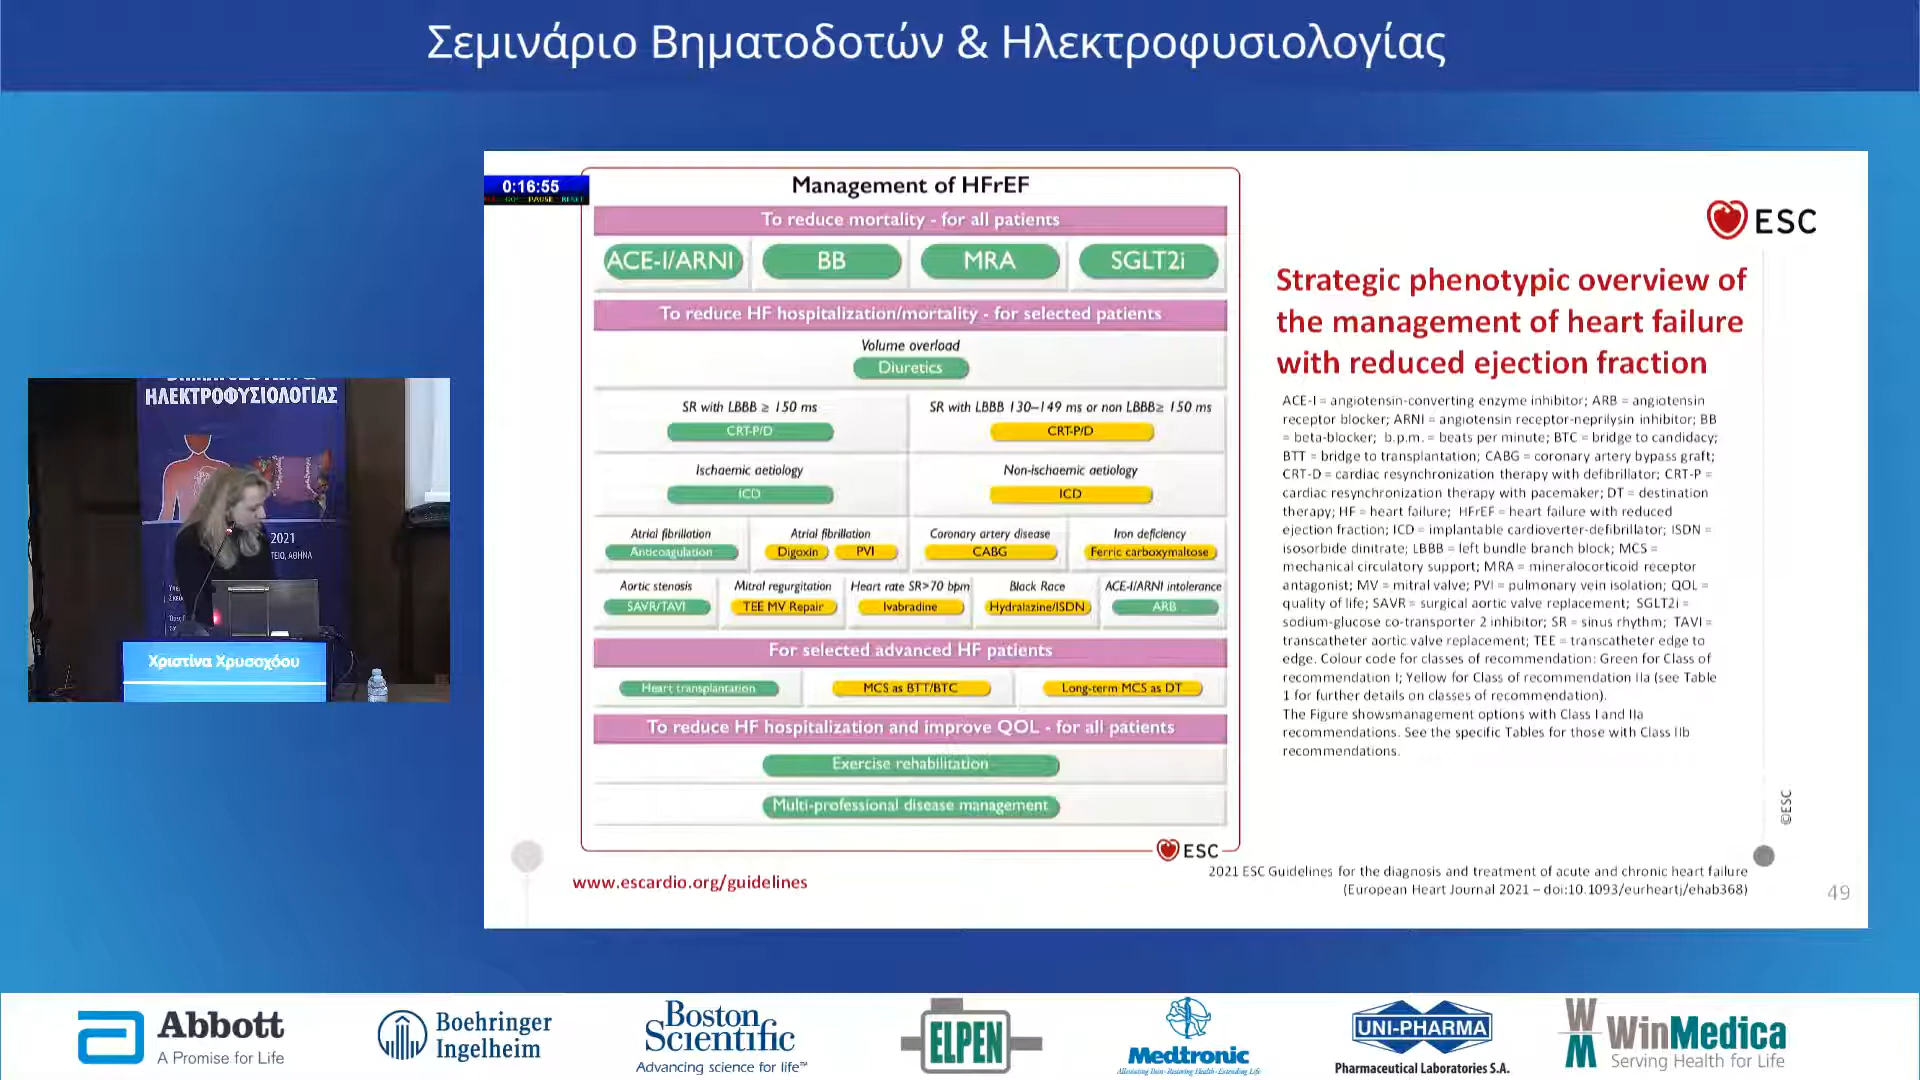 Σεμινάριο Βηματοδοτών & Ηλεκτροφυσιολογίας
0:16:55
PAUSE
Management of HFrEF
To reduce mortality - for all patients
ACE-I/ARNI
BB
MRA
SGLT2i
To reduce HF hospitalization/mortality - for selected patients
Volume overload
Diuretics
SR with LBBB ≥ 150 ms
CRT-P/D
SR with LBBB 130–149 ms or non LBBB≥ 150 ms
CRT-P/D
Ischaemic aetiology
ICD
Non-ischaemic aetiology
ICD
Atrial fibrillation
Anticoagulation
Atrial fibrillation
Digoxin
PVI
Coronary artery disease
CABG
Iron deficiency
Ferric carboxymaltose
Aortic stenosis
SAVR/TAVI
Mitral regurgitation
TEE MV Repair
Heart rate SR>70 bpm
Ivabradine
Black Race
Hydralazine/ISDN
ACE-I/ARNI intolerance
ARB
For selected advanced HF patients
Heart transplantation
MCS as BTT/BTC
Long-term MCS as DT
To reduce HF hospitalization and improve QOL - for all patients
Exercise rehabilitation
Multi-professional disease management
ESC
www.escardio.org/guidelines
ESC
Strategic phenotypic overview of
the management of heart failure
with reduced ejection fraction
ACE-I = angiotensin-converting enzyme inhibitor; ARB = angiotensin
receptor blocker; ARNI = angiotensin receptor-neprilysin inhibitor; BB
= beta-blocker; b.p.m. = beats per minute; BTC = bridge to candidacy;
BTT = bridge to transplantation; CABG = coronary artery bypass graft;
CRT-D = cardiac resynchronization therapy with defibrillator; CRT-P =
cardiac resynchronization therapy with pacemaker; DT = destination
therapy; HF = heart failure; HFrEF = heart failure with reduced
ejection fraction; ICD = implantable cardioverter-defibrillator; ISDN =
isosorbide dinitrate; LBBB = left bundle branch block; MCS =
mechanical circulatory support; MRA = mineralocorticoid receptor
antagonist; MV = mitral valve; PVI = pulmonary vein isolation; QOL =
quality of life; SAVR = surgical aortic valve replacement; SGLT2i =
sodium-glucose co-transporter 2 inhibitor; SR = sinus rhythm; TAVI =
transcatheter aortic valve replacement; TEE = transcatheter edge to
edge. Colour code for classes of recommendation: Green for Class of
recommendation I; Yellow for Class of recommendation IIa (see Table
1 for further details on classes of recommendation).
The Figure showsmanagement options with Class I and IIa
recommendations. See the specific Tables for those with Class IIb
recommendations.
©ESC
2021 ESC Guidelines for the diagnosis and treatment of acute and chronic heart failure
(European Heart Journal 2021 – doi:10.1093/eurheartj/ehab368)
49
ΗΛΕΚΤΡΟΦΥΣΙΟΛΟΓΙΑΣ
2021
ΑΘΗΝΑ
Χριστίνα Χρυσοχόου
Abbott
A Promise for Life
Boehringer
Ingelheim
Boston
Scientific
Advancing science for life™
ELPEN
Medtronic
Alleviating Pain · Restoring Health · Extending Life
UNI-PHARMA
Pharmaceutical Laboratories S.A.
WinMedica
Serving Health for Life